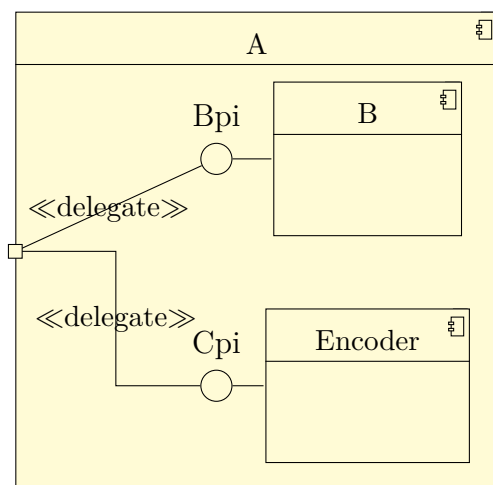 A
Bpi
B
≪delegate≫
≪delegate≫
Cpi
Encoder